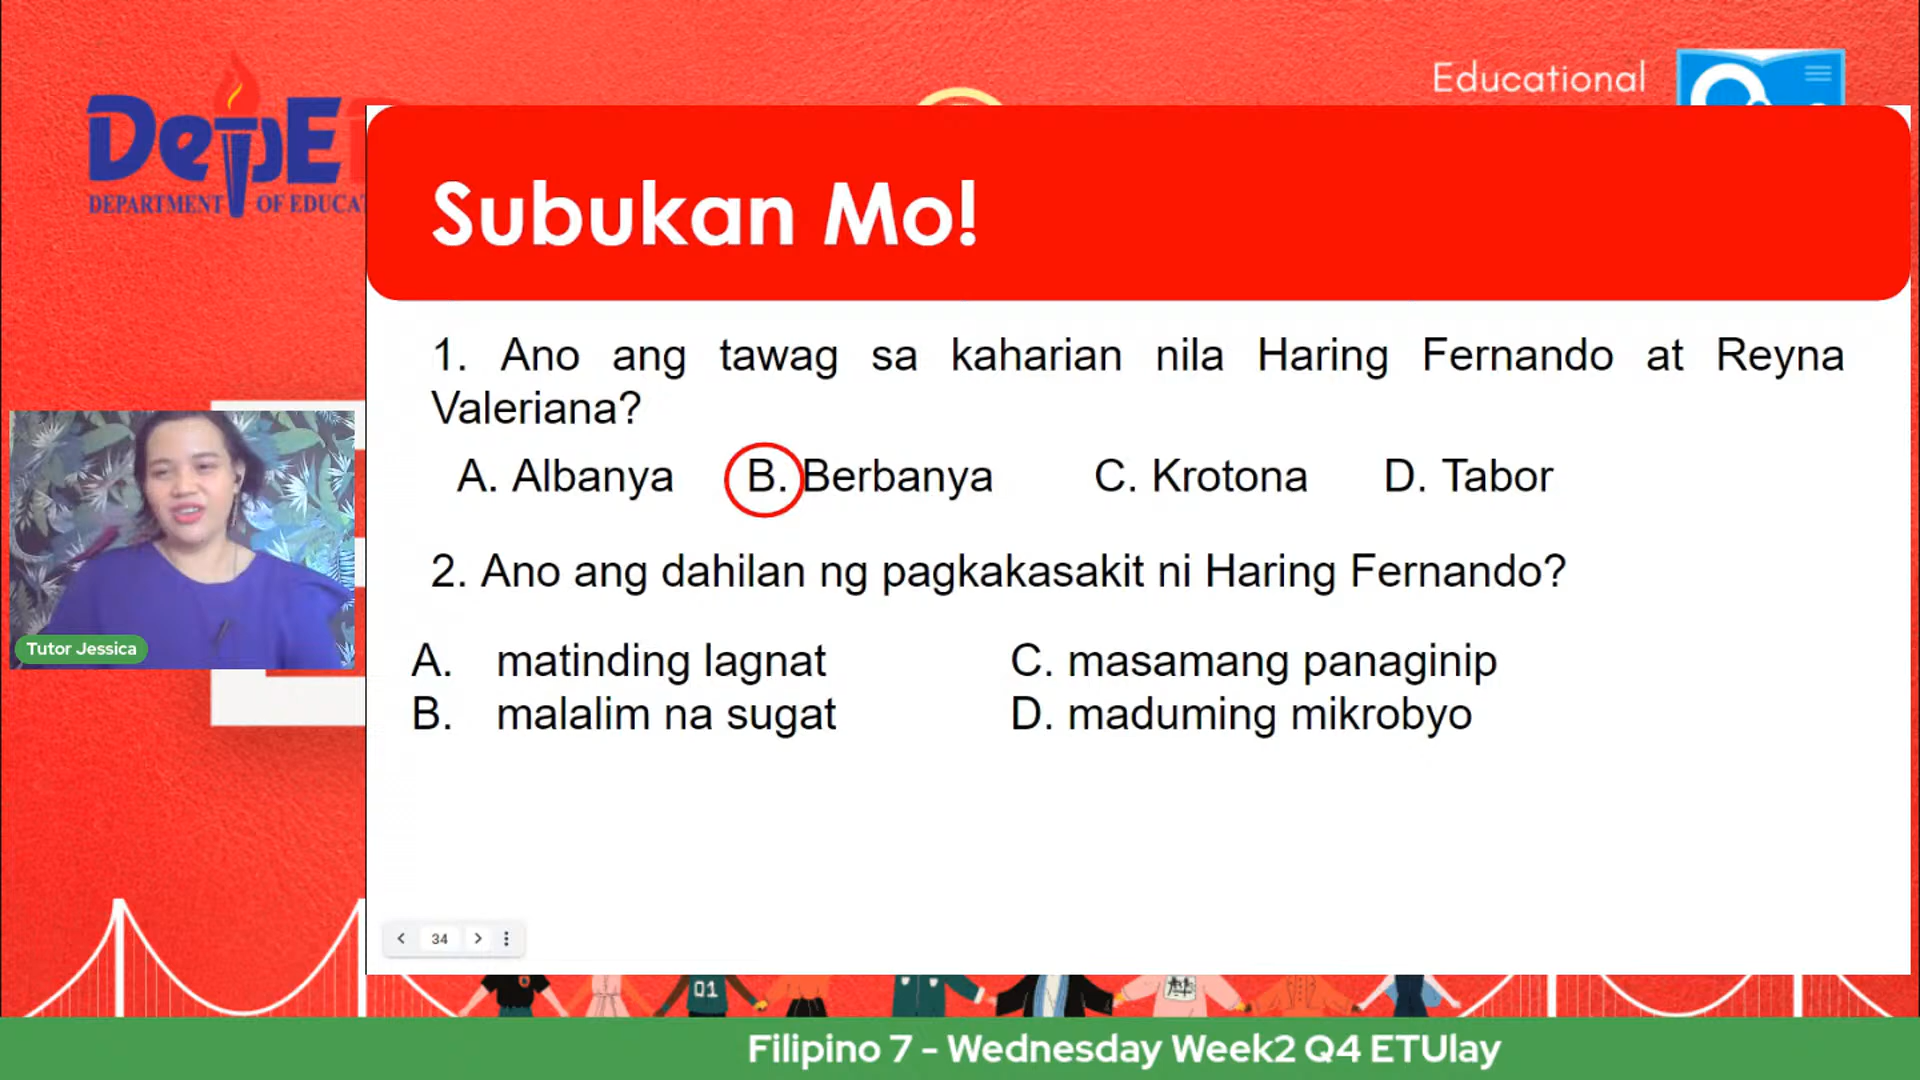 DepE
DEPARTMENT OF EDUCA
Educational
Subukan Mo!
1. Ano ang tawag sa kaharian nila Haring Fernando at Reyna
Valeriana?
A. Albanya B. Berbanya C. Krotona D. Tabor
2. Ano ang dahilan ng pagkakasakit ni Haring Fernando?
A. matinding lagnat C. masamang panaginip
B. malalim na sugat D. maduming mikrobyo
Tutor Jessica
34
01
Filipino 7 - Wednesday Week2 Q4 ETUlay